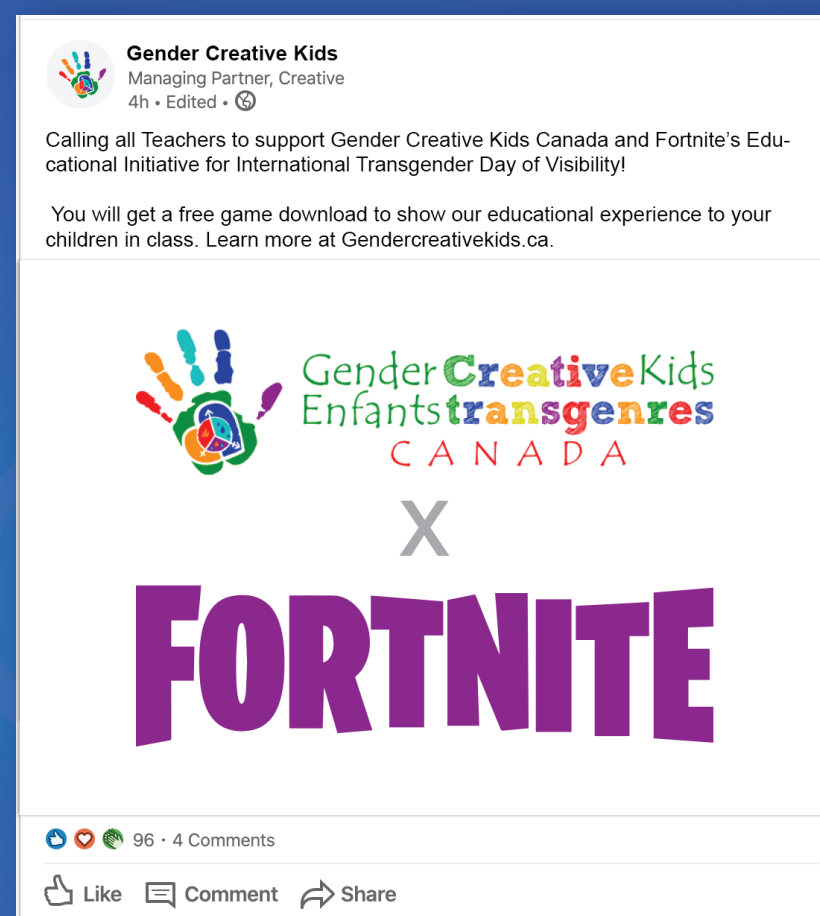 Gender Creative Kids
Managing Partner, Creative
4h • Edited •
Calling all Teachers to support Gender Creative Kids Canada and Fortnite’s Edu-
cational Initiative for International Transgender Day of Visibility!
You will get a free game download to show our educational experience to your
children in class. Learn more at Gendercreativekids.ca.
Gender Creative Kids
Enfants transgenres
CANADA
X
FORTNITE
96 · 4 Comments
Like Comment Share